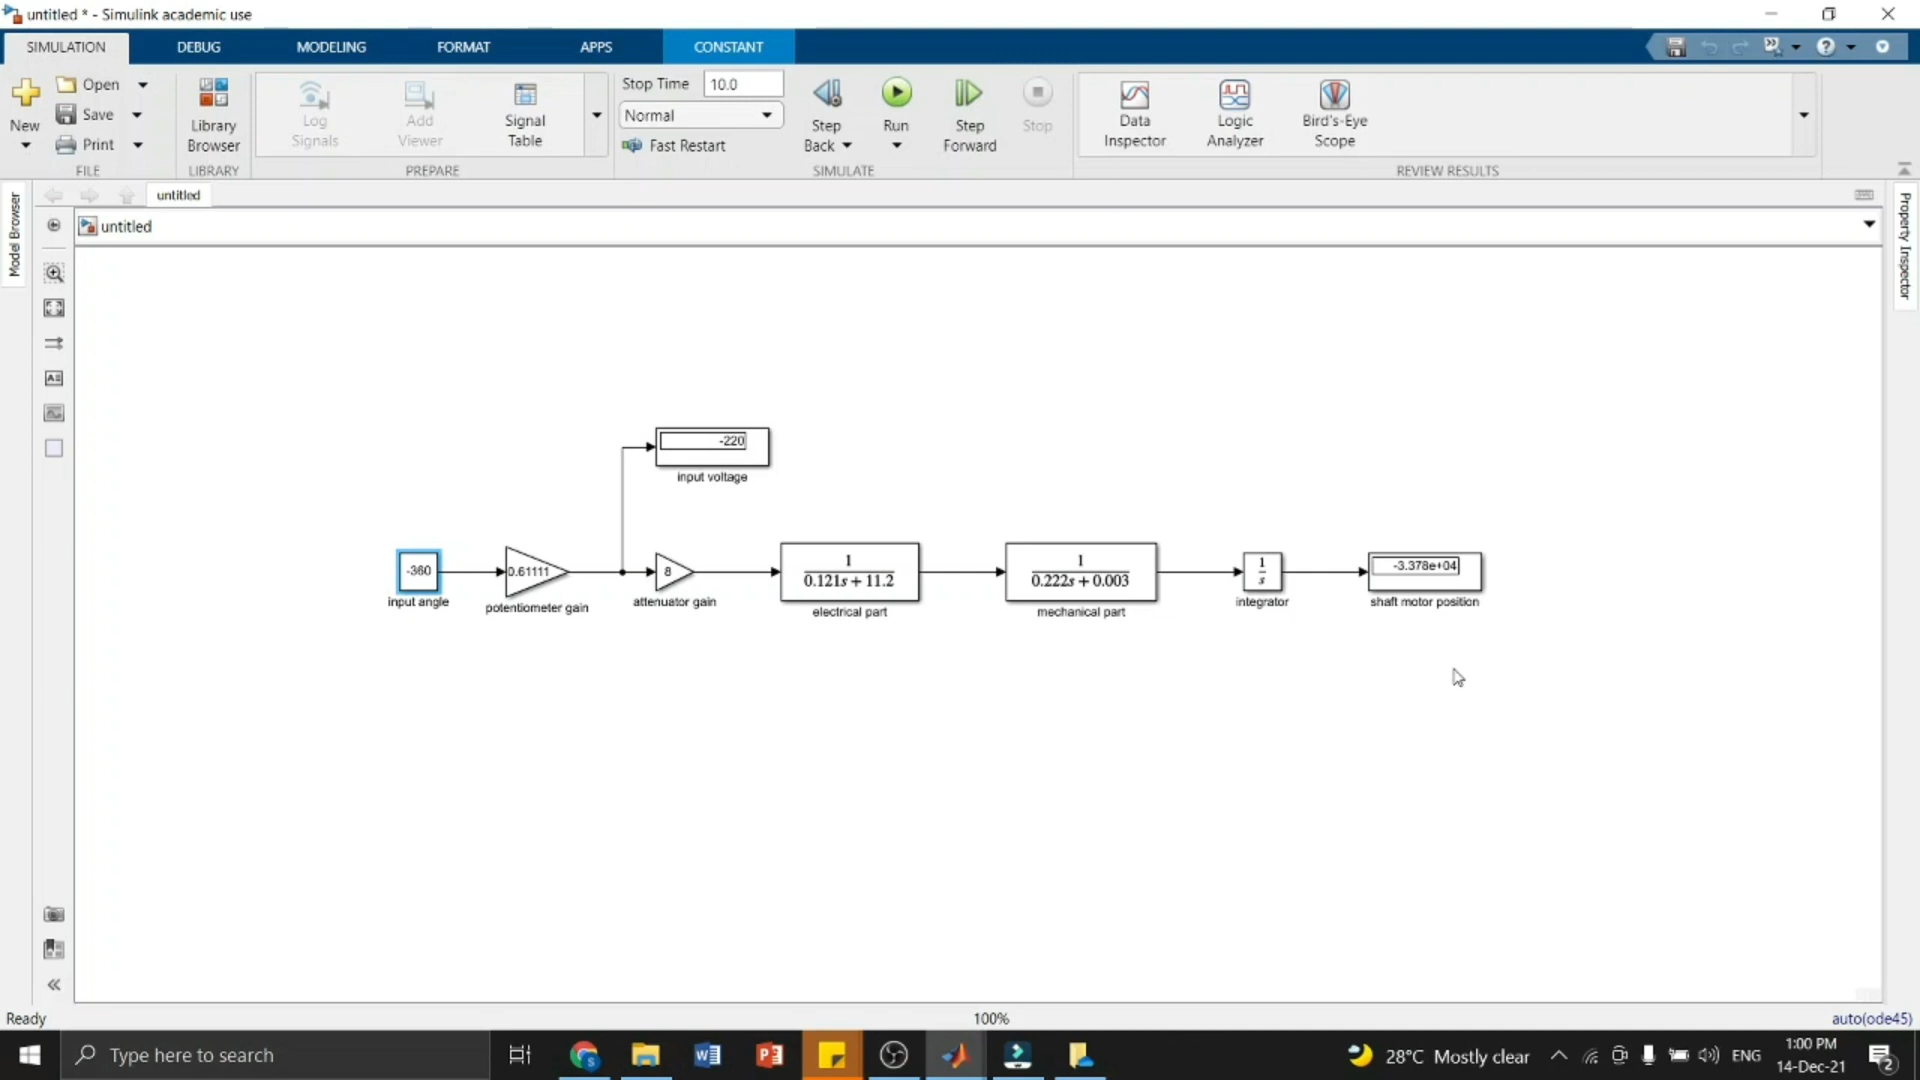 untitled * - Simulink academic use
SIMULATION DEBUG MODELING FORMAT APPS CONSTANT
New
Open
Save
Print
FILE
Library
Browser
LIBRARY
Log
Signals
Add
Viewer
Signal
Table
PREPARE
Stop Time 10.0
Normal
Fast Restart
Step
Back
Run
Step
Forward
Stop
SIMULATE
Data
Inspector
Logic
Analyzer
Bird's-Eye
Scope
REVIEW RESULTS
Model Browser
untitled
untitled
Property Inspector
-220
input voltage
-360
input angle
0.61111
potentiometer gain
8
attenuator gain
1
0.121s + 11.2
electrical part
1
0.222s + 0.003
mechanical part
1
s
integrator
-3.378e+04
shaft motor position
Ready 100% auto(ode45)
Type here to search
28°C Mostly clear
ENG
1:00 PM
14-Dec-21
2